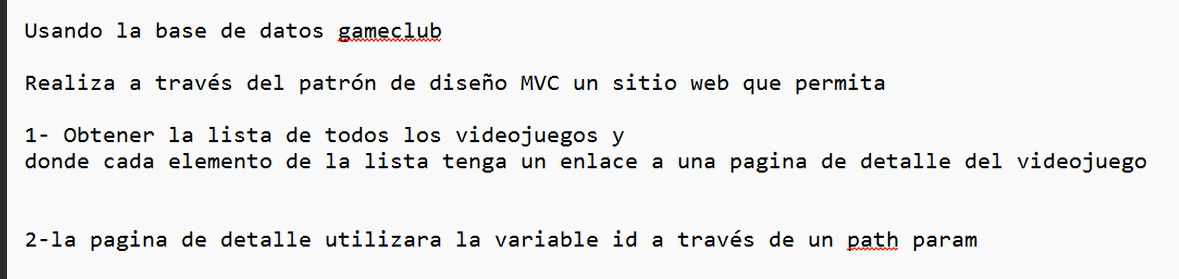 Usando la base de datos gameclub
Realiza a través del patrón de diseño MVC un sitio web que permita
1- Obtener la lista de todos los videojuegos y
donde cada elemento de la lista tenga un enlace a una pagina de detalle del videojuego
2-la pagina de detalle utilizara la variable id a través de un path param